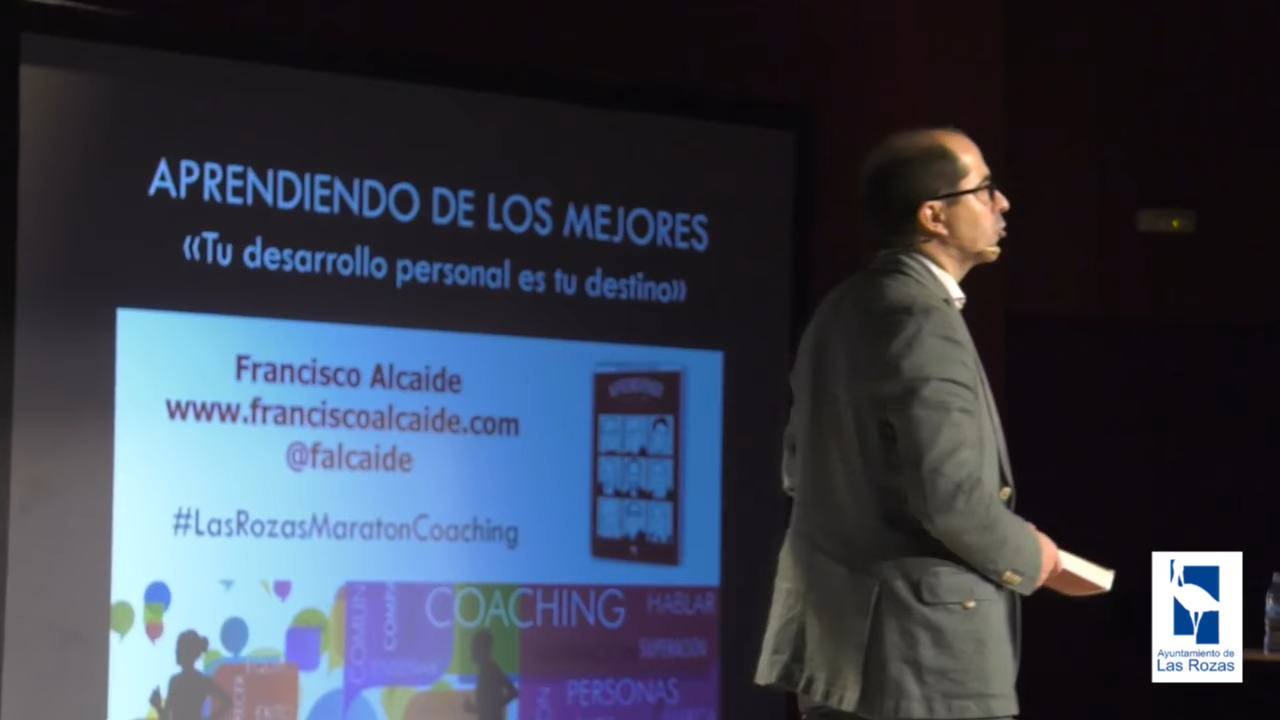 APRENDIENDO DE LOS MEJORES
«Tu desarrollo personal es tu destino»
Francisco Alcaide
www.franciscoalcaide.com
@falcaide
#LasRozasMaratonCoaching
COACHING
HABLAR
SUPERACIÓN
PERSONAS
Ayuntamiento de
Las Rozas